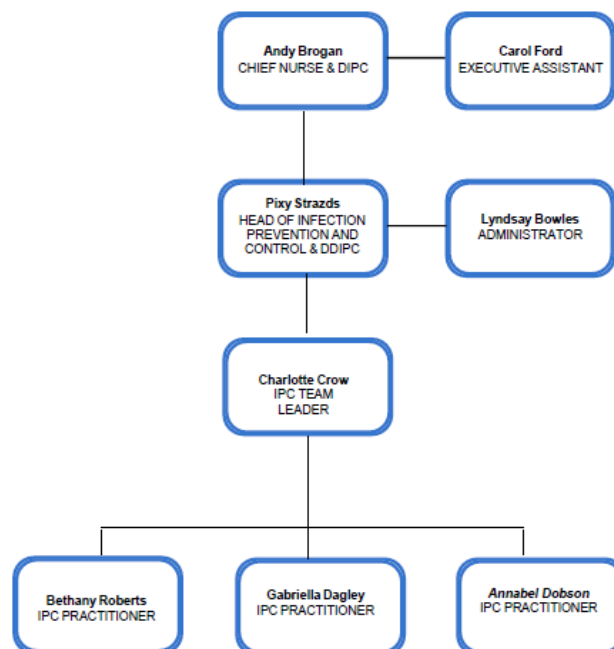 Andy Brogan
CHIEF NURSE & DIPC
Carol Ford
EXECUTIVE ASSISTANT
Pixy Strazds
HEAD OF INFECTION
PREVENTION AND
CONTROL & DDIPC
Lyndsay Bowles
ADMINISTRATOR
Charlotte Crow
IPC TEAM
LEADER
Bethany Roberts
IPC PRACTITIONER
Gabriella Dagley
IPC PRACTITIONER
Annabel Dobson
IPC PRACTITIONER